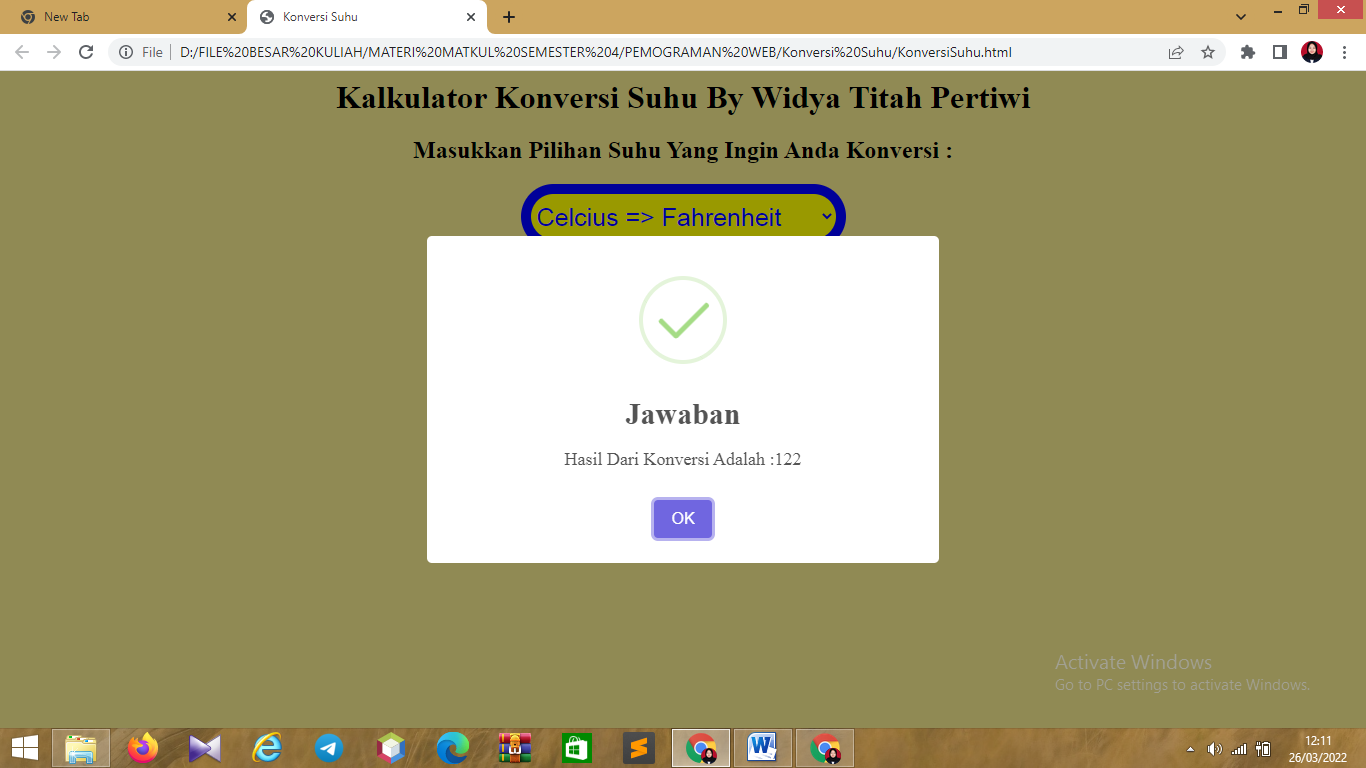 New Tab
Konversi Suhu
File
D:/FILE%20BESAR%20KULIAH/MATERI%20MATKUL%20SEMESTER%204/PEMOGRAMAN%20WEB/Konversi%20Suhu/KonversiSuhu.html
Kalkulator Konversi Suhu By Widya Titah Pertiwi
Masukkan Pilihan Suhu Yang Ingin Anda Konversi :
Celcius => Fahrenheit
Jawaban
Hasil Dari Konversi Adalah :122
OK
Activate Windows
Go to PC settings to activate Windows.
12:11
26/03/2022